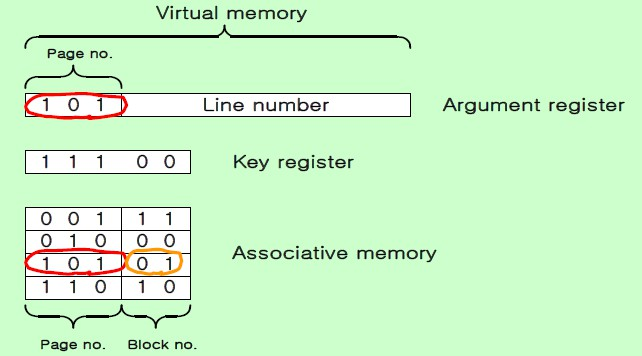 Virtual memory
Page no.
1 0 1 Line number Argument register
1 1 1 0 0 Key register
0 0 1 1 1
0 1 0 0 0
1 0 1 0 1 Associative memory
1 1 0 1 0
Page no. Block no.